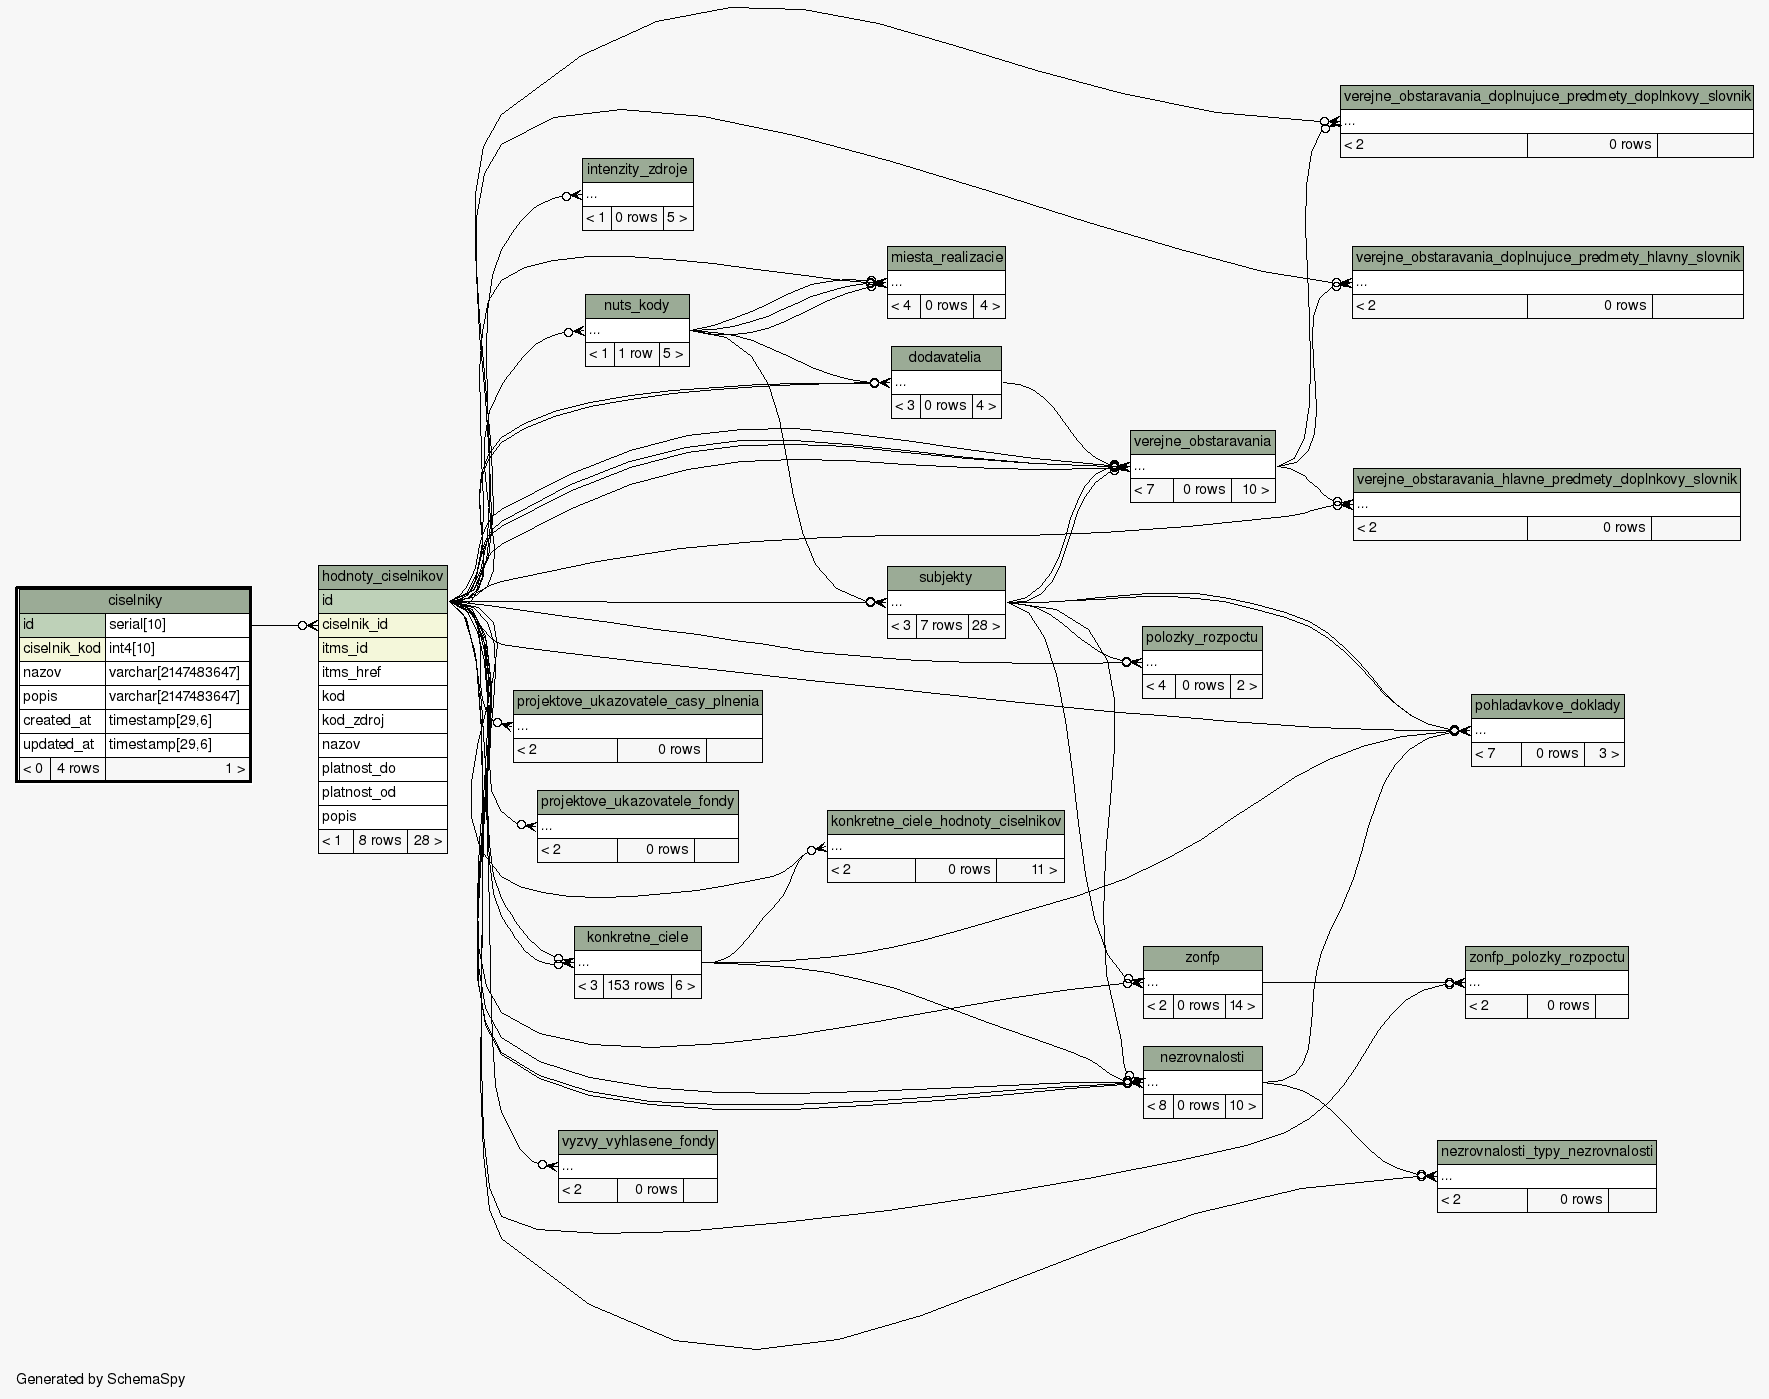 verejne_obstaravania_doplnujuce_predmety_doplnkovy_slovnik
...
< 2 0 rows
intenzity_zdroje
...
< 1 0 rows 5 >
miesta_realizacie
...
< 4 0 rows 4 >
verejne_obstaravania_doplnujuce_predmety_hlavny_slovnik
...
< 2 0 rows
nuts_kody
...
< 1 1 row 5 >
dodavatelia
...
< 3 0 rows 4 >
verejne_obstaravania
...
< 7 0 rows 10 >
verejne_obstaravania_hlavne_predmety_doplnkovy_slovnik
...
< 2 0 rows
ciselniky
id serial[10]
ciselnik_kod int4[10]
nazov varchar[2147483647]
popis varchar[2147483647]
created_at timestamp[29,6]
updated_at timestamp[29,6]
< 0 4 rows 1 >
hodnoty_ciselnikov
id
ciselnik_id
itms_id
itms_href
kod
kod_zdroj
nazov
platnost_do
platnost_od
popis
< 1 8 rows 28 >
subjekty
...
< 3 7 rows 28 >
polozky_rozpoctu
...
< 4 0 rows 2 >
projektove_ukazovatele_casy_plnenia
...
< 2 0 rows
pohladavkove_doklady
...
< 7 0 rows 3 >
projektove_ukazovatele_fondy
...
< 2 0 rows
konkretne_ciele_hodnoty_ciselnikov
...
< 2 0 rows 11 >
konkretne_ciele
...
< 3 153 rows 6 >
zonfp
...
< 2 0 rows 14 >
zonfp_polozky_rozpoctu
...
< 2 0 rows
nezrovnalosti
...
< 8 0 rows 10 >
vyzvy_vyhlasene_fondy
...
< 2 0 rows
nezrovnalosti_typy_nezrovnalosti
...
< 2 0 rows
Generated by SchemaSpy